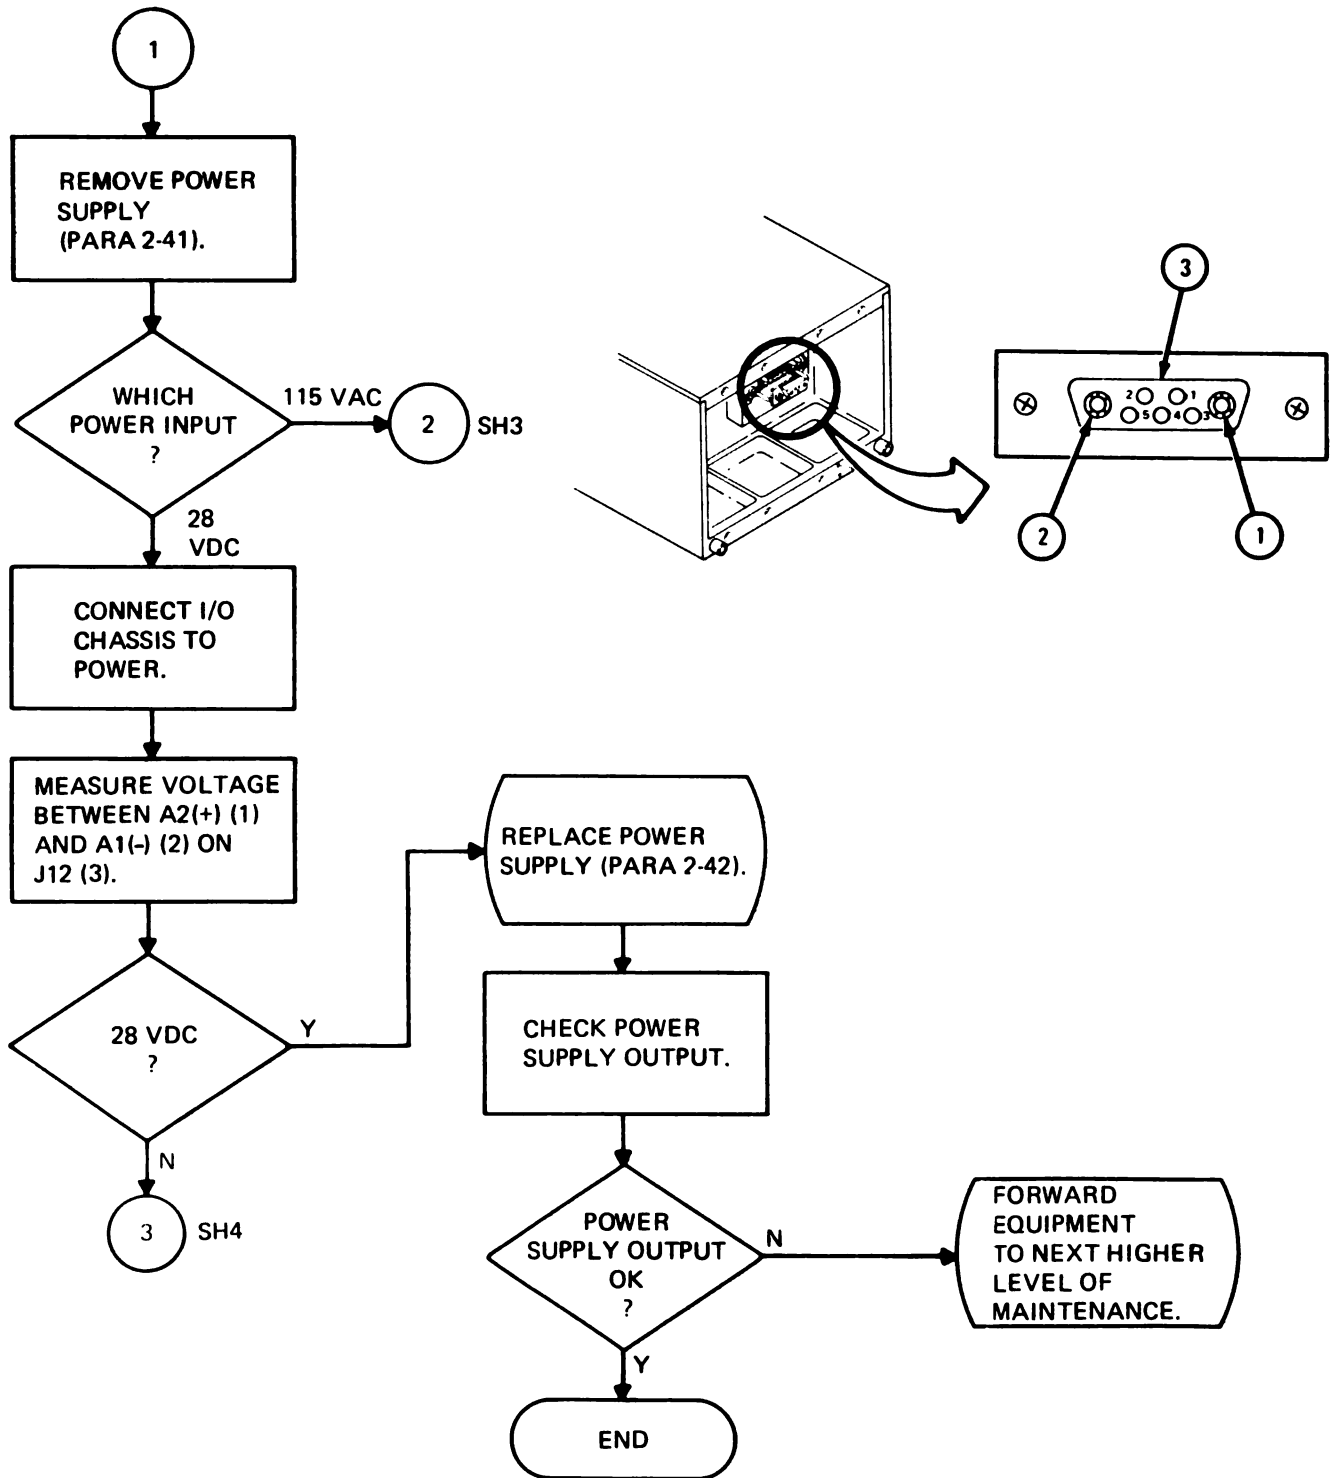 1
REMOVE POWER
SUPPLY
(PARA 2-41).
WHICH
POWER INPUT
?
115 VAC
2
SH3
28
VDC
CONNECT I/O
CHASSIS TO
POWER.
MEASURE VOLTAGE
BETWEEN A2(+) (1)
AND A1(-) (2) ON
J12 (3).
28 VDC
?
Y
N
3
SH4
REPLACE POWER
SUPPLY (PARA 2-42).
CHECK POWER
SUPPLY OUTPUT.
POWER
SUPPLY OUTPUT
OK
?
N
Y
FORWARD
EQUIPMENT
TO NEXT HIGHER
LEVEL OF
MAINTENANCE.
END
3
2 1
5 4 3
2
1